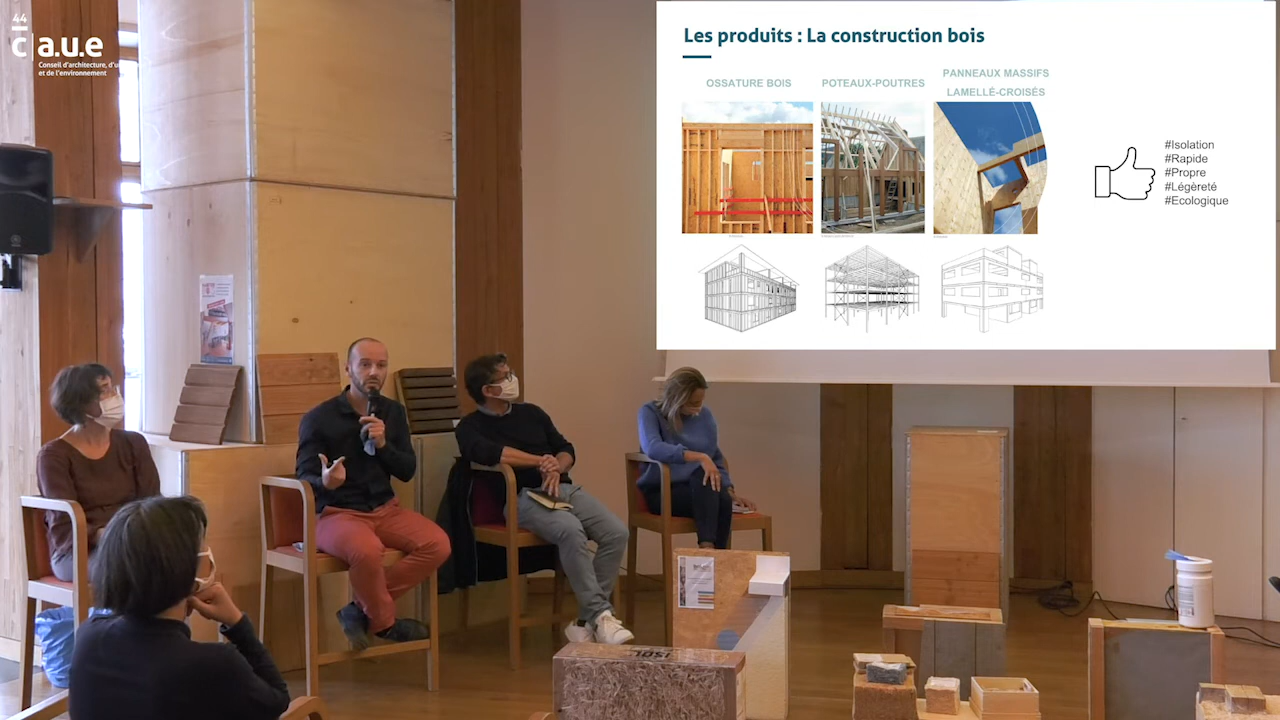 44
c a.u.e
Conseil d'architecture, d'u
et de l'environnement
Les produits : La construction bois
OSSATURE BOIS
POTEAUX-POUTRES
PANNEAUX MASSIFS
LAMELLÉ-CROISÉS
#Isolation
#Rapide
#Propre
#Légèreté
#Ecologique
ISOL